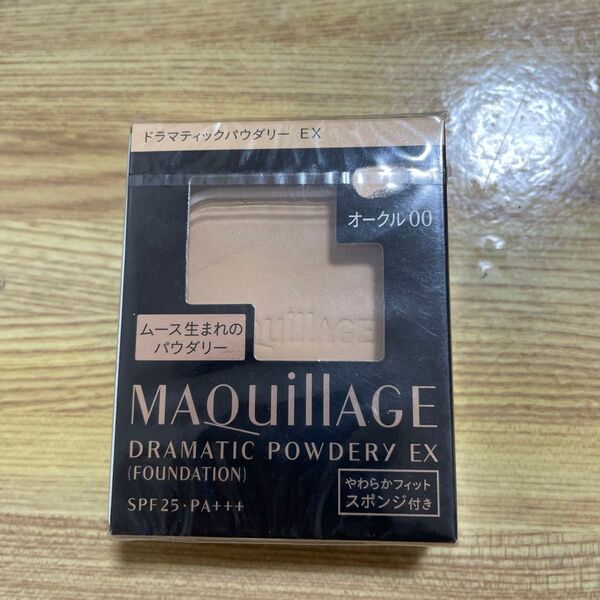 ドラマティックパウダリー EX
オークル00
ムース生まれの
パウダリー
MAQuillAGE
MAQuillAGE
DRAMATIC POWDERY EX
(FOUNDATION)
SPF25・PA+++
やわらかフィット
スポンジ付き